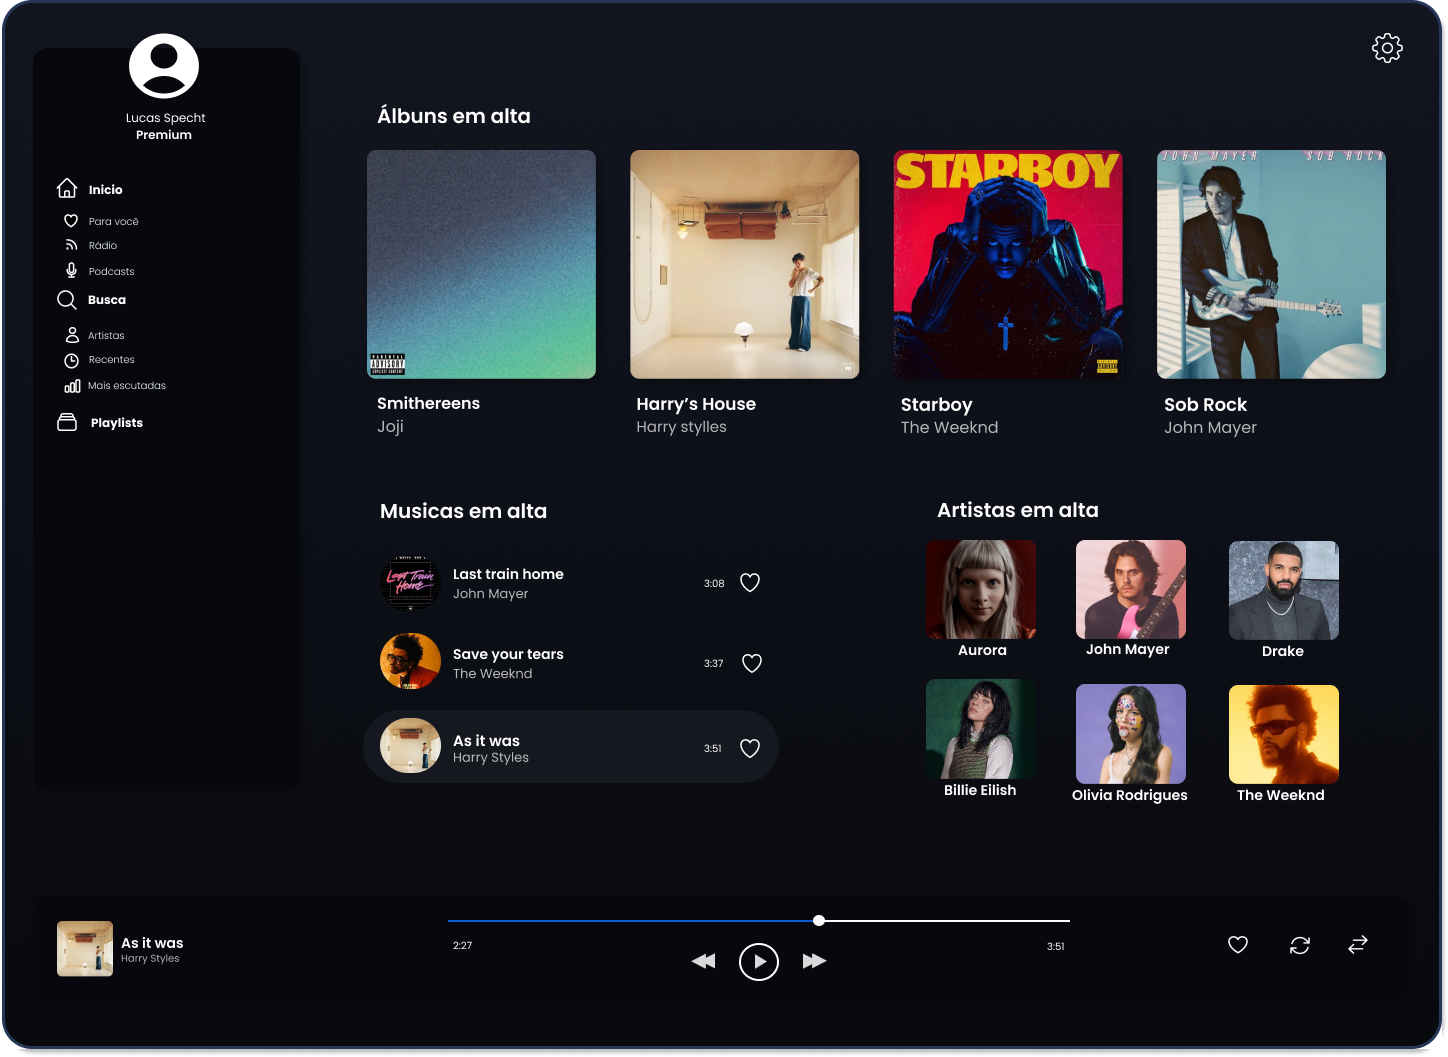 Lucas Specht
Premium
Inicio
Para você
Rádio
Podcasts
Busca
Artistas
Recentes
Mais escutadas
Playlists
Álbuns em alta
PARENTAL
ADVISORY
EXPLICIT CONTENT
STARBOY
JOHN MAYER SOB ROCK
Smithereens
Joji
Harry’s House
Harry stylles
Starboy
The Weeknd
Sob Rock
John Mayer
Musicas em alta
Last Train Home
Last train home
John Mayer
3:08
Save your tears
The Weeknd
3:37
As it was
Harry Styles
3:51
Artistas em alta
Aurora
John Mayer
Drake
Billie Eilish
Olivia Rodrigues
The Weeknd
As it was
Harry Styles
2:27
3:51